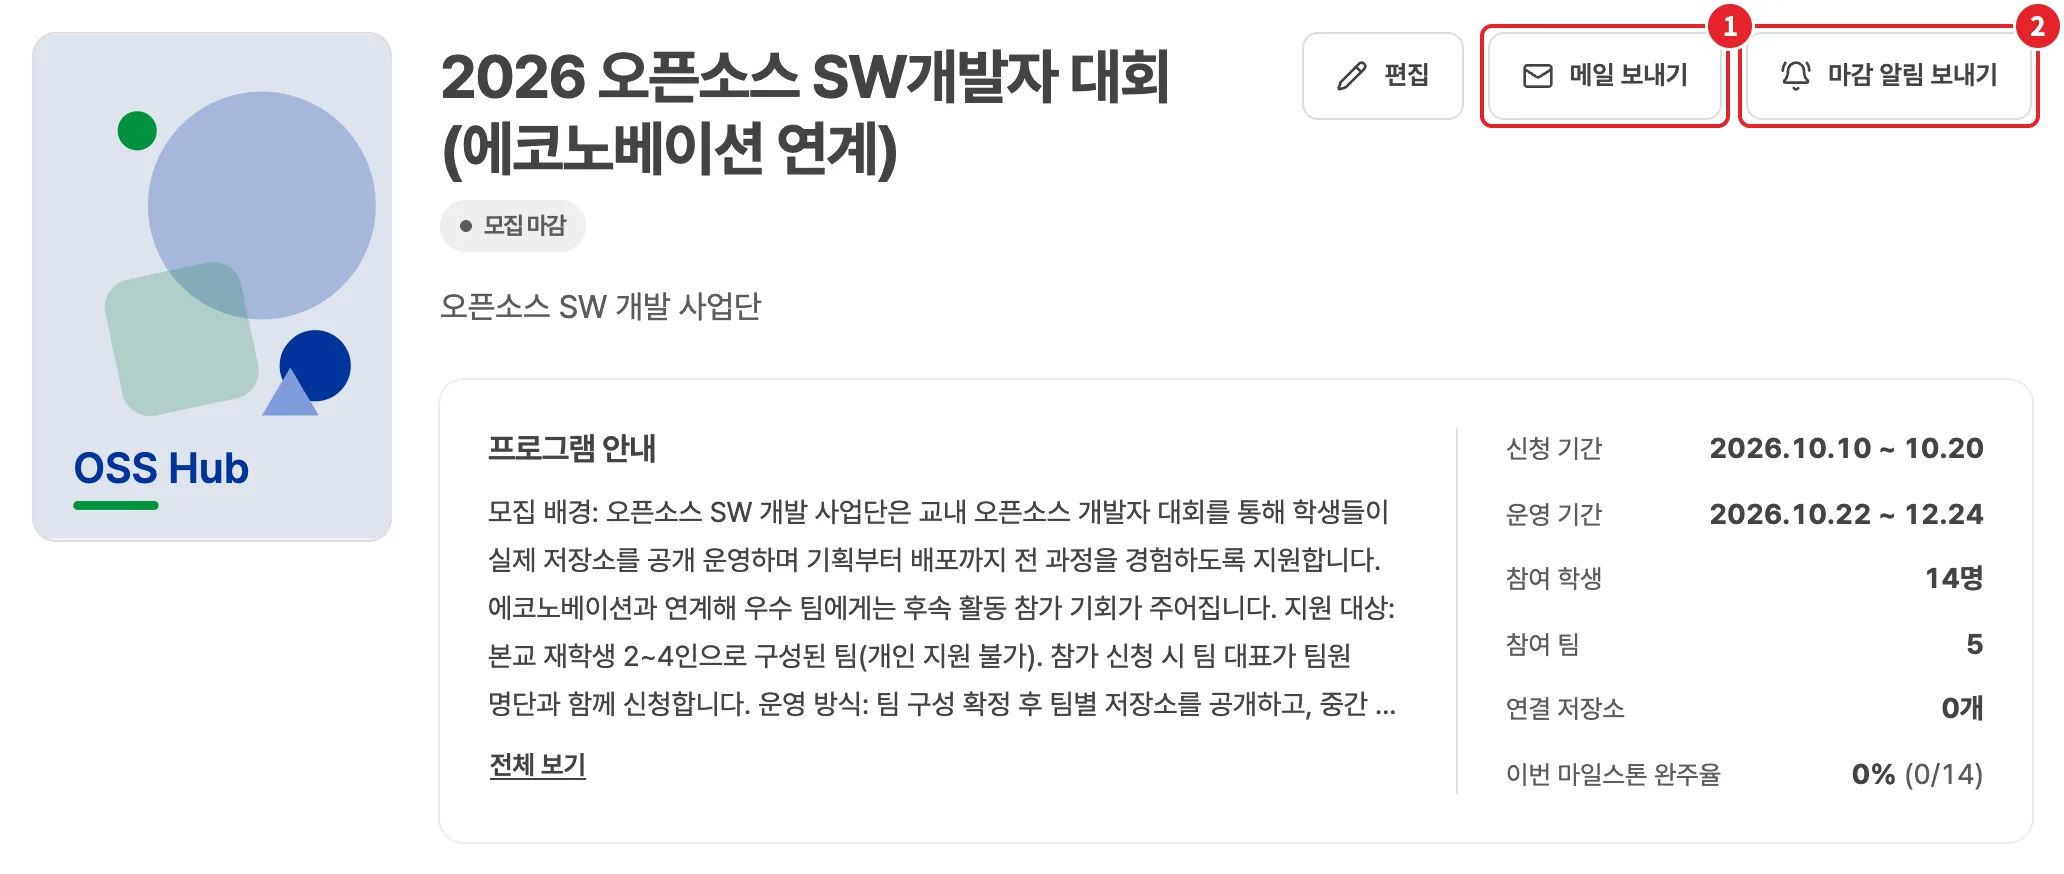 2026 오픈소스 SW개발자 대회
(에코노베이션 연계)
편집
메일 보내기
1
마감 알림 보내기
2
모집 마감
오픈소스 SW 개발 사업단
OSS Hub
프로그램 안내
모집 배경: 오픈소스 SW 개발 사업단은 교내 오픈소스 개발자 대회를 통해 학생들이
실제 저장소를 공개 운영하며 기획부터 배포까지 전 과정을 경험하도록 지원합니다.
에코노베이션과 연계해 우수 팀에게는 후속 활동 참가 기회가 주어집니다. 지원 대상:
본교 재학생 2~4인으로 구성된 팀(개인 지원 불가). 참가 신청 시 팀 대표가 팀원
명단과 함께 신청합니다. 운영 방식: 팀 구성 확정 후 팀별 저장소를 공개하고, 중간 ...
전체 보기
신청 기간 2026.10.10 ~ 10.20
운영 기간 2026.10.22 ~ 12.24
참여 학생 14명
참여 팀 5
연결 저장소 0개
이번 마일스톤 완주율 0% (0/14)